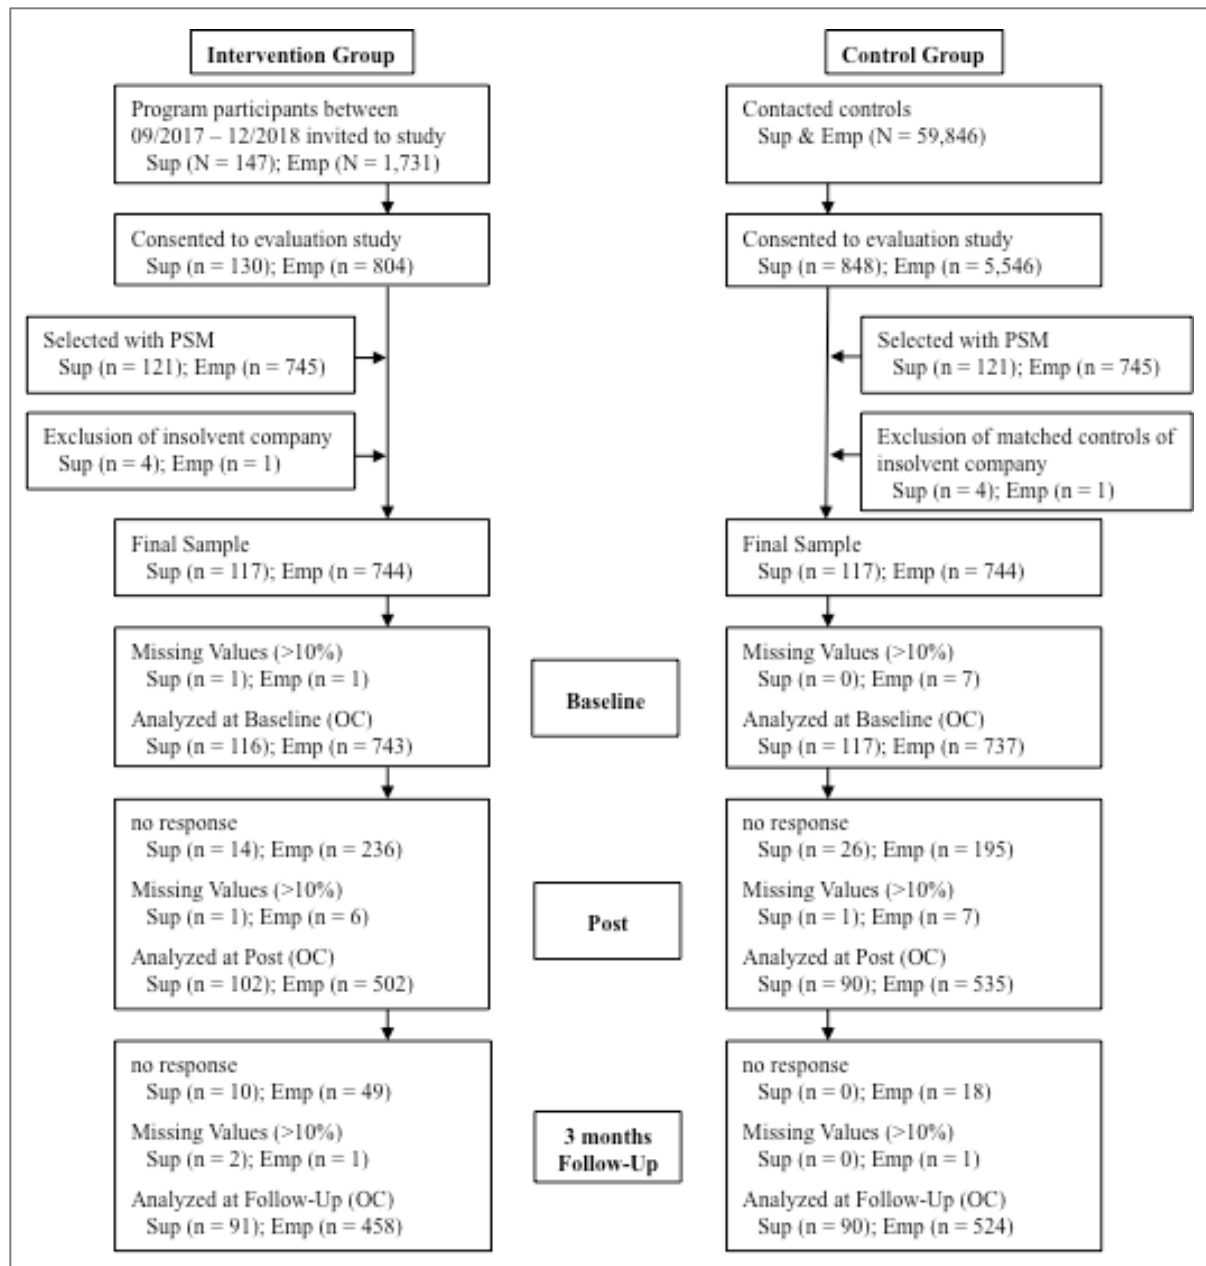 Intervention Group
Program participants between
09/2017 – 12/2018 invited to study
Sup (N = 147); Emp (N = 1,731)
Consented to evaluation study
Sup (n = 130); Emp (n = 804)
Selected with PSM
Sup (n = 121); Emp (n = 745)
Exclusion of insolvent company
Sup (n = 4); Emp (n = 1)
Final Sample
Sup (n = 117); Emp (n = 744)
Missing Values (>10%)
Sup (n = 1); Emp (n = 1)
Analyzed at Baseline (OC)
Sup (n = 116); Emp (n = 743)
no response
Sup (n = 14); Emp (n = 236)
Missing Values (>10%)
Sup (n = 1); Emp (n = 6)
Analyzed at Post (OC)
Sup (n = 102); Emp (n = 502)
no response
Sup (n = 10); Emp (n = 49)
Missing Values (>10%)
Sup (n = 2); Emp (n = 1)
Analyzed at Follow-Up (OC)
Sup (n = 91); Emp (n = 458)
Baseline
Post
3 months
Follow-Up
Control Group
Contacted controls
Sup & Emp (N = 59,846)
Consented to evaluation study
Sup (n = 848); Emp n = 5,546)
Selected with PSM
Sup (n = 121); Emp (n = 745)
Exclusion of matched controls of
insolvent company
Sup (n = 4); Emp (n = 1)
Final Sample
Sup (n = 117); Emp (n = 744)
Missing Values (>10%)
Sup (n = 0); Emp (n = 7)
Analyzed at Baseline (OC)
Sup (n = 117); Emp (n = 737)
no response
Sup (n = 26); Emp (n = 195)
Missing Values (>10%)
Sup (n = 1); Emp (n = 7)
Analyzed at Post (OC)
Sup (n = 90); Emp (n = 535)
no response
Sup (n = 0); Emp (n = 18)
Missing Values (>10%)
Sup (n = 0); Emp (n = 1)
Analyzed at Follow-Up (OC)
Sup (n = 90); Emp (n = 524)